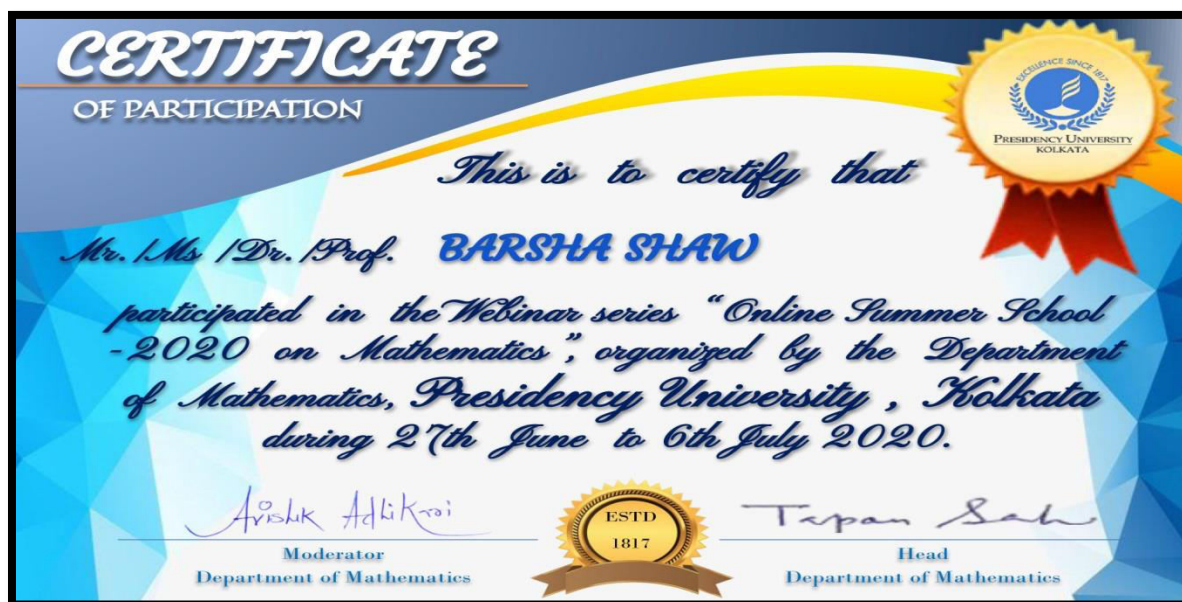 CERTIFICATE
OF PARTICIPATION
EXCELLENCE SINCE 1817
PRESIDENCY UNIVERSITY
KOLKATA
This is to certify that
Mr. /Ms /Dr. /Prof. BARSHA SHAW
participated in the Webinar series “Online Summer School
-2020 on Mathematics”, organized by the Department
of Mathematics, Presidency University , Kolkata
during 27th June to 6th July 2020.
Tapan
ESTD
1817
Moderator
Department of Mathematics
Head
Department of Mathematics